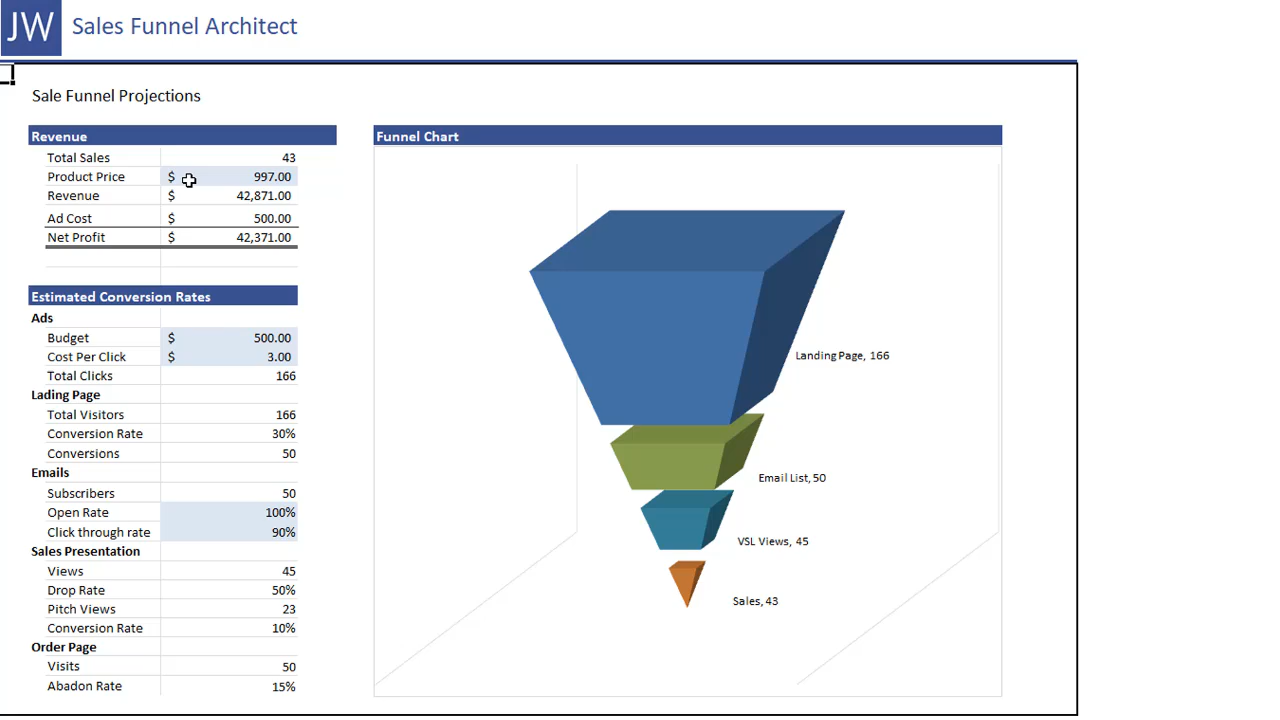 JW Sales Funnel Architect
Sale Funnel Projections
Revenue
Total Sales 43
Product Price $ 997.00
Revenue $ 42,871.00
Ad Cost $ 500.00
Net Profit $ 42,371.00
Estimated Conversion Rates
Ads
Budget $ 500.00
Cost Per Click $ 3.00
Total Clicks 166
Lading Page
Total Visitors 166
Conversion Rate 30%
Conversions 50
Emails
Subscribers 50
Open Rate 100%
Click through rate 90%
Sales Presentation
Views 45
Drop Rate 50%
Pitch Views 23
Conversion Rate 10%
Order Page
Visits 50
Abadon Rate 15%
Funnel Chart
Landing Page, 166
Email List, 50
VSL Views, 45
Sales, 43